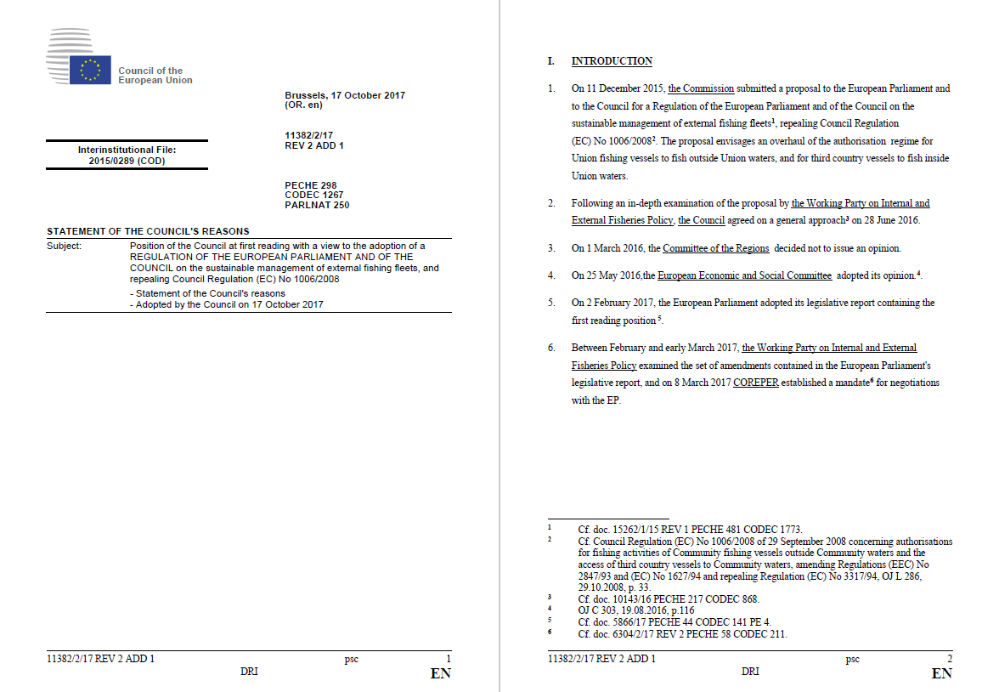 Council of the
European Union
Brussels, 17 October 2017
(OR. en)
11382/2/17
REV 2 ADD 1
Interinstitutional File:
2015/0289 (COD)
PECHE 298
CODEC 1267
PARLNAT 250
STATEMENT OF THE COUNCIL'S REASONS
Subject: Position of the Council at first reading with a view to the adoption of a
REGULATION OF THE EUROPEAN PARLIAMENT AND OF THE
COUNCIL on the sustainable management of external fishing fleets, and
repealing Council Regulation (EC) No 1006/2008
- Statement of the Council's reasons
- Adopted by the Council on 17 October 2017
11382/2/17 REV 2 ADD 1 psc 1
DRI EN
I. INTRODUCTION
1. On 11 December 2015, the Commission submitted a proposal to the European Parliament and
to the Council for a Regulation of the European Parliament and of the Council on the
sustainable management of external fishing fleets¹, repealing Council Regulation
(EC) No 1006/2008². The proposal envisages an overhaul of the authorisation regime for
Union fishing vessels to fish outside Union waters, and for third country vessels to fish inside
Union waters.
2. Following an in-depth examination of the proposal by the Working Party on Internal and
External Fisheries Policy, the Council agreed on a general approach³ on 28 June 2016.
3. On 1 March 2016, the Committee of the Regions decided not to issue an opinion.
4. On 25 May 2016,the European Economic and Social Committee adopted its opinion.⁴.
5. On 2 February 2017, the European Parliament adopted its legislative report containing the
first reading position ⁵.
6. Between February and early March 2017, the Working Party on Internal and External
Fisheries Policy examined the set of amendments contained in the European Parliament's
legislative report, and on 8 March 2017 COREPER established a mandate⁶ for negotiations
with the EP.
1 Cf. doc. 15262/1/15 REV 1 PECHE 481 CODEC 1773.
2 Cf. Council Regulation (EC) No 1006/2008 of 29 September 2008 concerning authorisations
for fishing activities of Community fishing vessels outside Community waters and the
access of third country vessels to Community waters, amending Regulations (EEC) No
2847/93 and (EC) No 1627/94 and repealing Regulation (EC) No 3317/94, OJ L 286,
29.10.2008, p. 33.
3 Cf. doc. 10143/16 PECHE 217 CODEC 868.
4 OJ C 303, 19.08.2016, p.116
5 Cf. doc. 5866/17 PECHE 44 CODEC 141 PE 4.
6 Cf. doc. 6304/2/17 REV 2 PECHE 58 CODEC 211.
11382/2/17 REV 2 ADD 1 psc 2
DRI EN